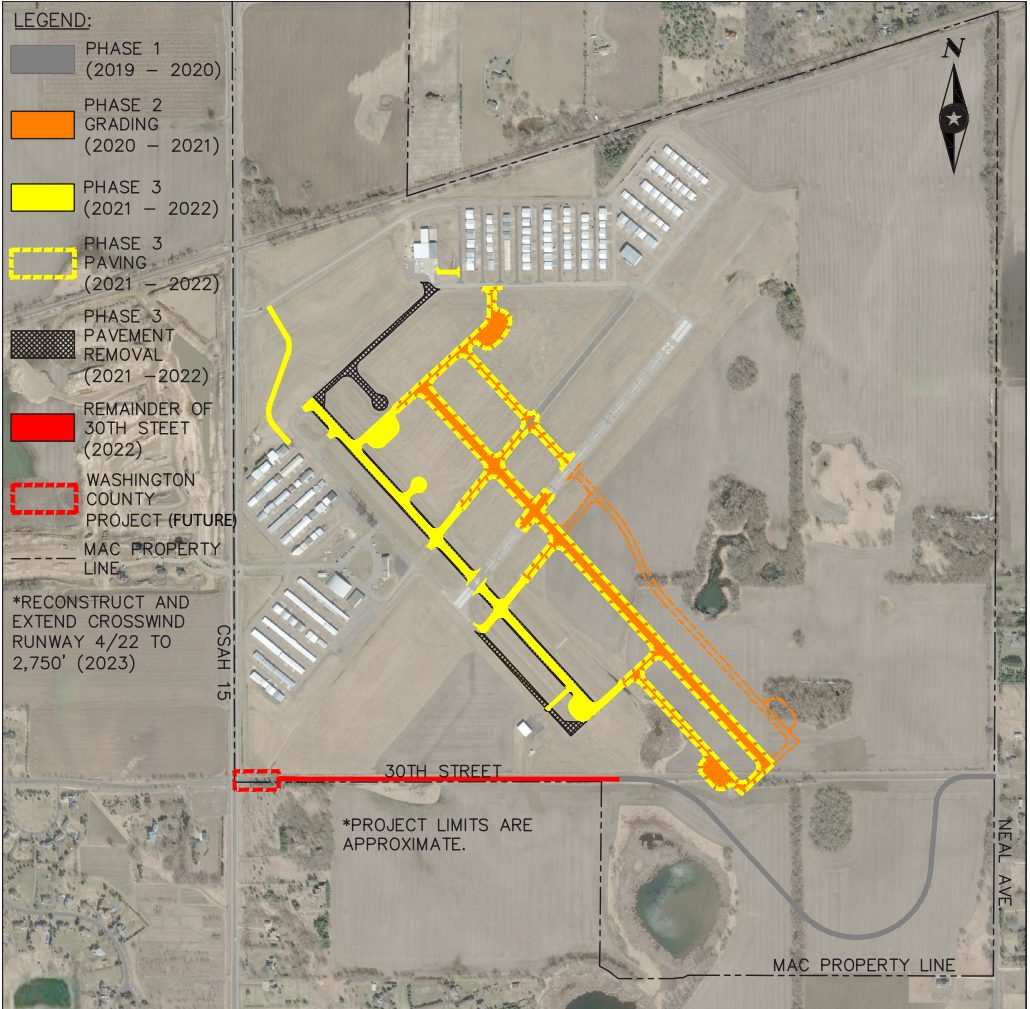 LEGEND:
PHASE 1
(2019 – 2020)
PHASE 2
GRADING
(2020 – 2021)
PHASE 3
(2021 – 2022)
PHASE 3
PAVING
(2021 – 2022)
PHASE 3
PAVEMENT
REMOVAL
(2021 –2022)
REMAINDER OF
30TH STEET
(2022)
WASHINGTON
COUNTY
PROJECT (FUTURE)
MAC PROPERTY
LINE
*RECONSTRUCT AND
EXTEND CROSSWIND
RUNWAY 4/22 TO
2,750' (2023)
CSAH 15
N
30TH STREET
*PROJECT LIMITS ARE
APPROXIMATE.
NEAL AVE.
MAC PROPERTY LINE